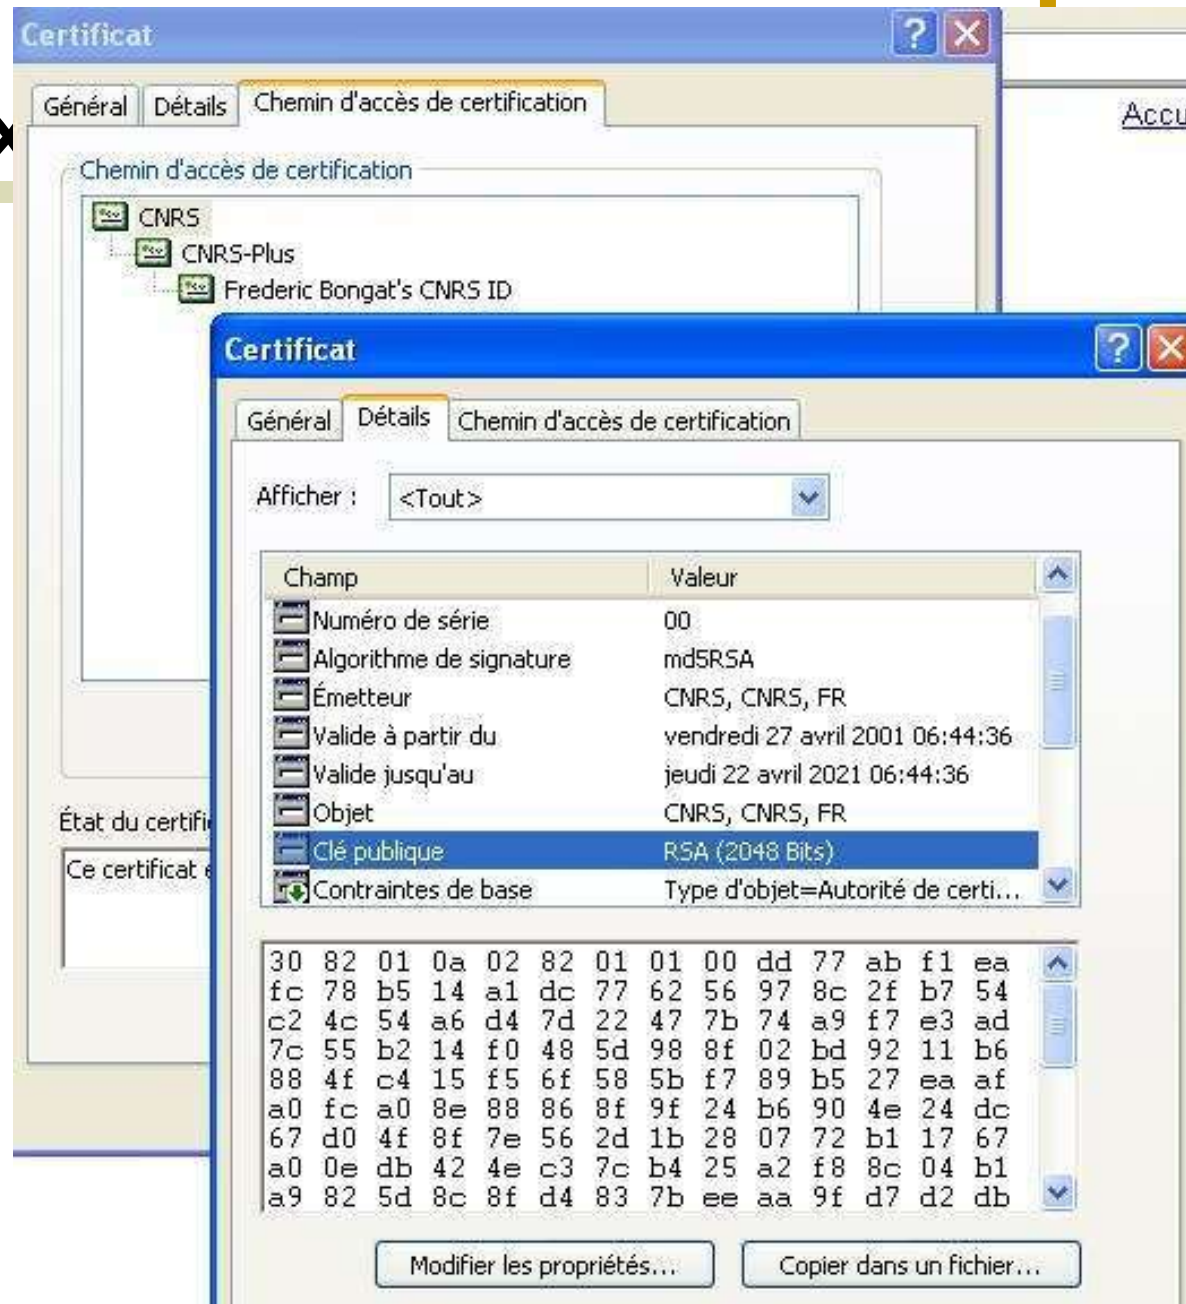 Certificat
Général Détails Chemin d'accès de certification
Accu
x
Chemin d'accès de certification
CNRS
CNRS-Plus
Frederic Bongat's CNRS ID
Certificat
Général Détails Chemin d'accès de certification
Afficher : <Tout>
Champ Valeur
Numéro de série 00
Algorithme de signature md5RSA
Émetteur CNRS, CNRS, FR
Valide à partir du vendredi 27 avril 2001 06:44:36
Valide jusqu'au jeudi 22 avril 2021 06:44:36
Objet CNRS, CNRS, FR
État du certifi
Clé publique RSA (2048 Bits)
Ce certificat e
Contraintes de base Type d'objet=Autorité de certi...
30 82 01 0a 02 82 01 01 00 dd 77 ab f1 ea
fc 78 b5 14 a1 dc 77 62 56 97 8c 2f b7 54
c2 4c 54 a6 d4 7d 22 47 7b 74 a9 f7 e3 ad
7c 55 b2 14 f0 48 5d 98 8f 02 bd 92 11 b6
88 4f c4 15 f5 6f 58 5b f7 89 b5 27 ea af
a0 fc a0 8e 88 86 8f 9f 24 b6 90 4e 24 dc
67 d0 4f 8f 7e 56 2d 1b 28 07 72 b1 17 67
a0 0e db 42 4e c3 7c b4 25 a2 f8 8c 04 b1
a9 82 5d 8c 8f d4 83 7b ee aa 9f d7 d2 db
Modifier les propriétés... Copier dans un fichier...